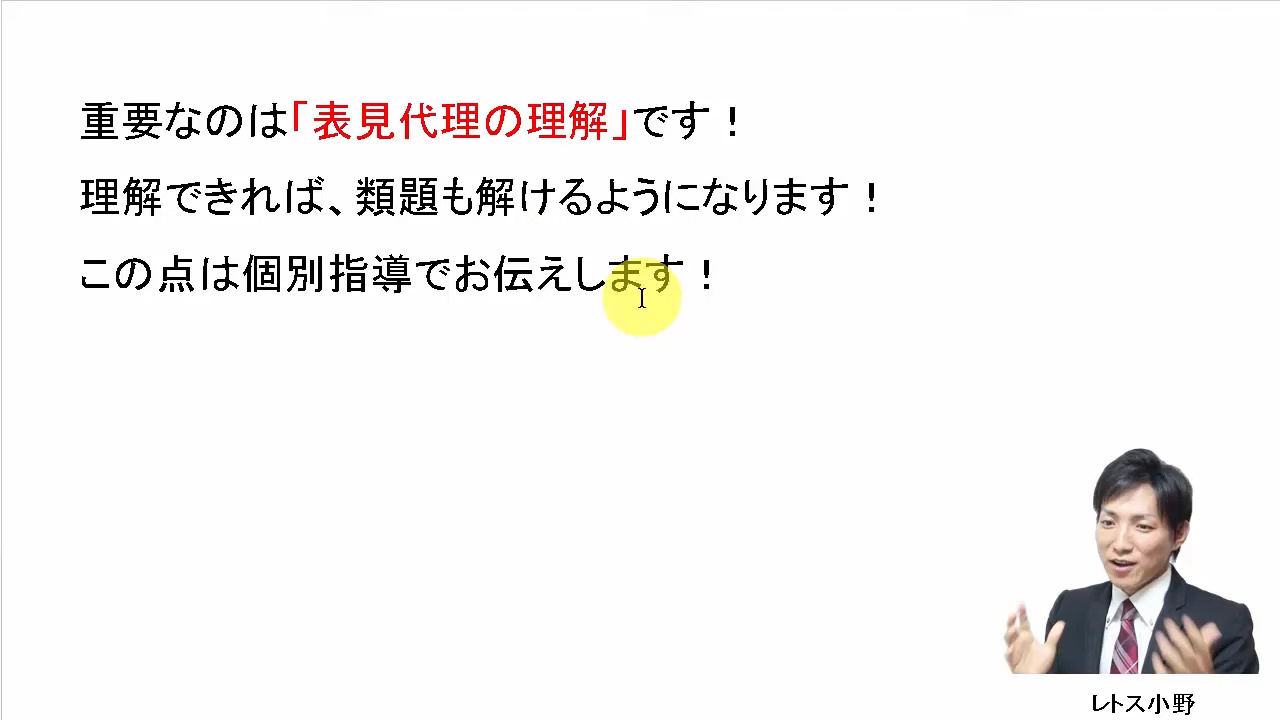 重要なのは「表見代理の理解」です！
理解できれば、類題も解けるようになります！
この点は個別指導でお伝えします！
レトス小野